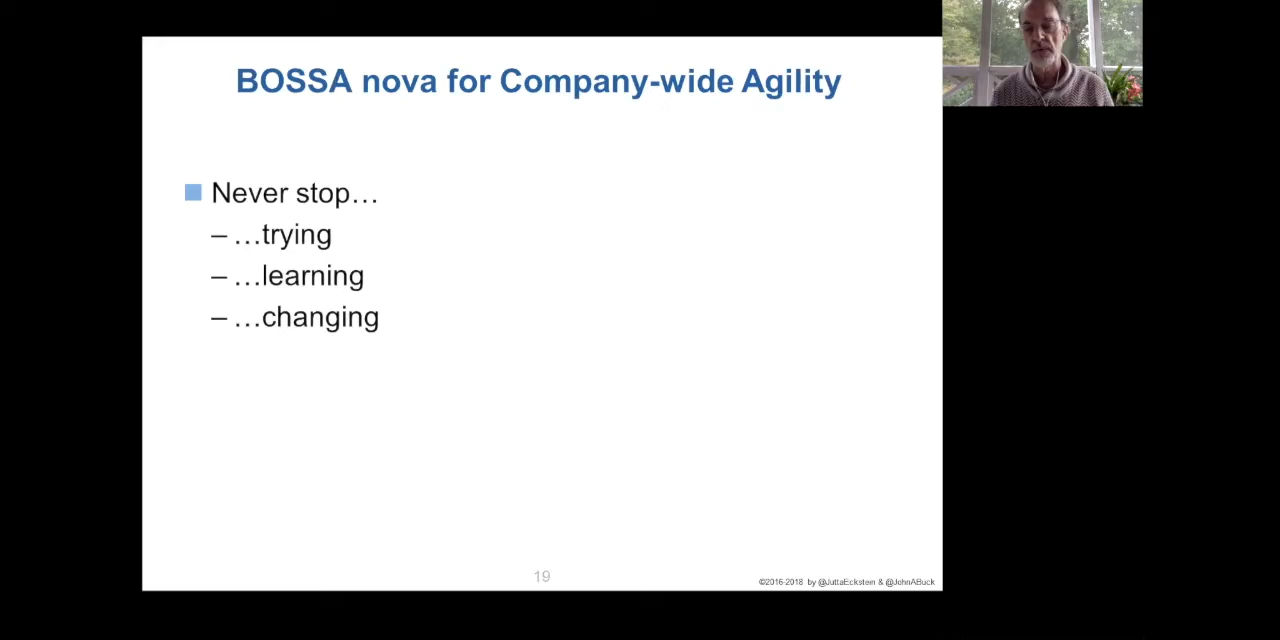 BOSSA nova for Company-wide Agility
Never stop…
– …trying
– …learning
– …changing
19
©2016-2018 by @JuttaEckstein & @JohnABuck